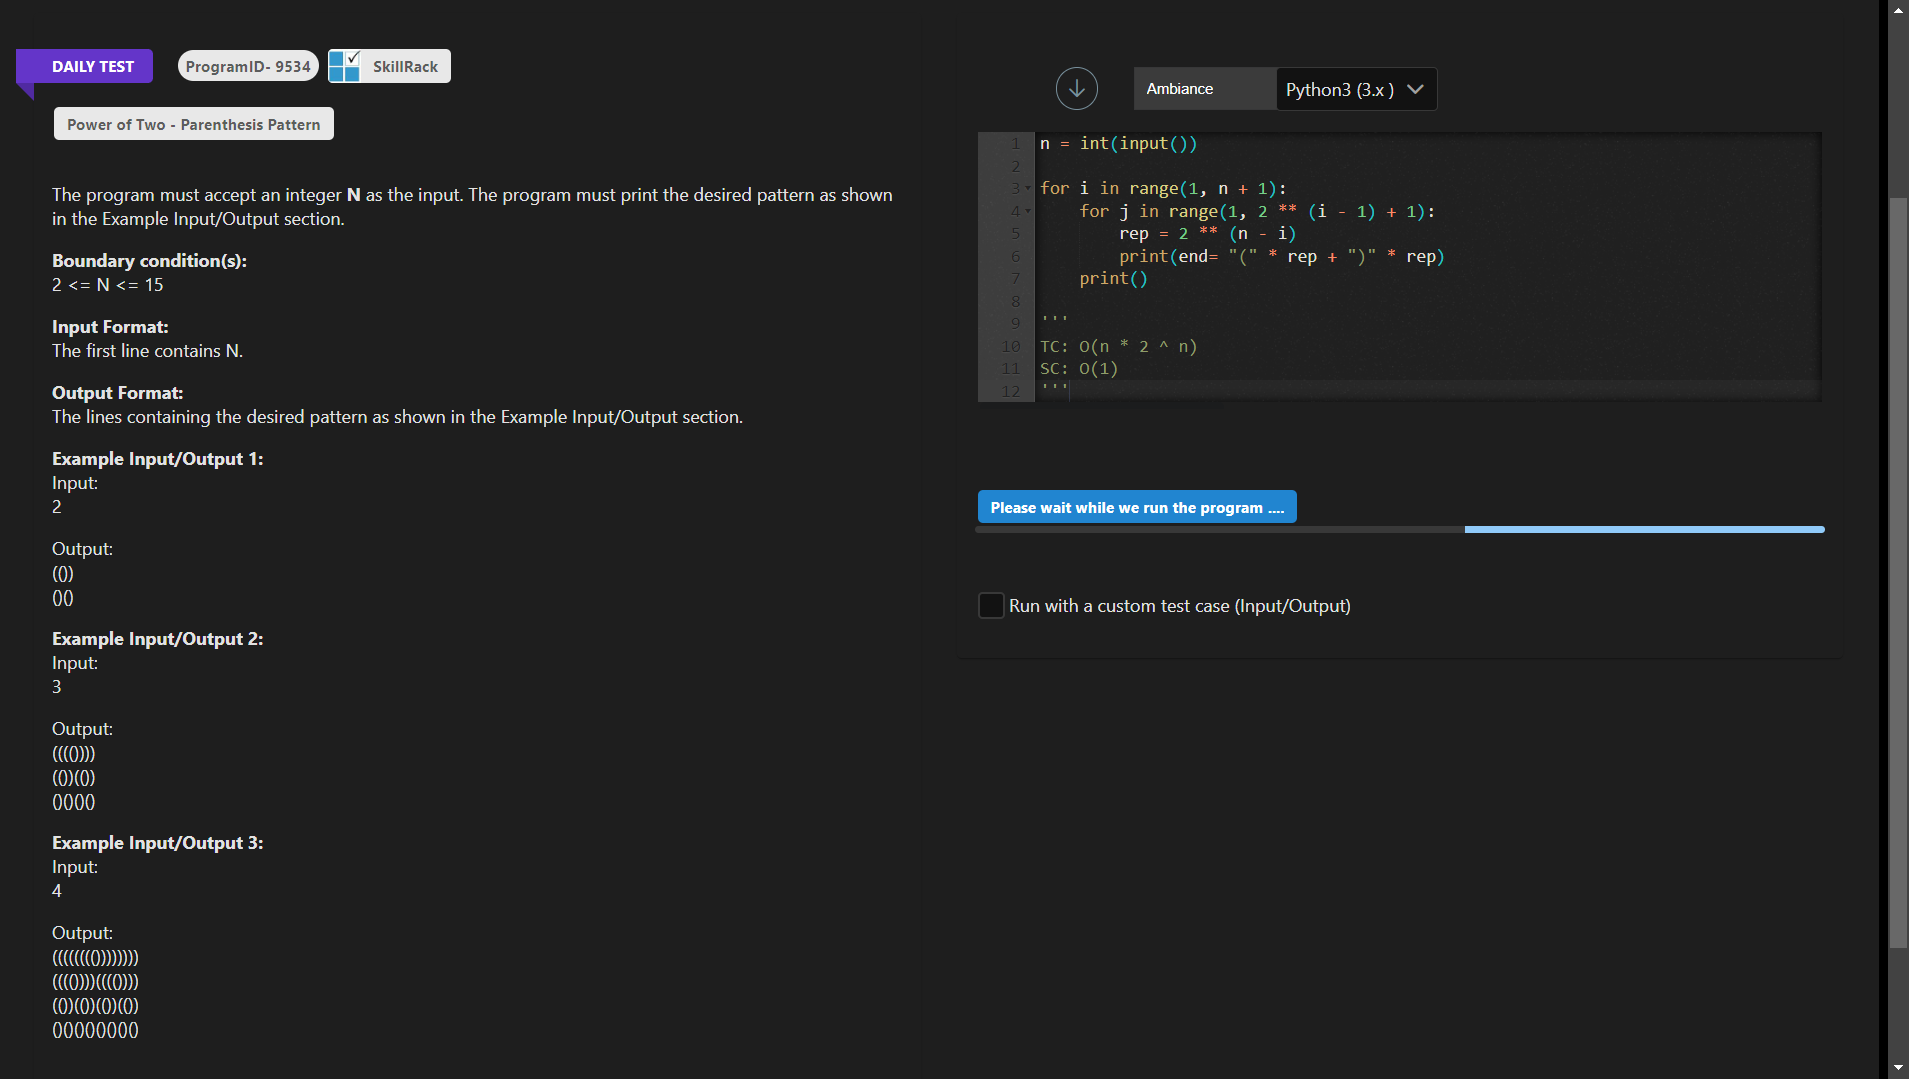 DAILY TEST
ProgramID- 9534
SkillRack
Power of Two - Parenthesis Pattern
The program must accept an integer N as the input. The program must print the desired pattern as shown
in the Example Input/Output section.
Boundary condition(s):
2 <= N <= 15
Input Format:
The first line contains N.
Output Format:
The lines containing the desired pattern as shown in the Example Input/Output section.
Example Input/Output 1:
Input:
2
Output:
(())
()()
Example Input/Output 2:
Input:
3
Output:
(((())))
(())(())
()()()()
Example Input/Output 3:
Input:
4
Output:
(((((((())))))))
(((())))(((())))
(())(())(())(())
()()()()()()()()
Ambiance
Python3 (3.x )
1 n = int(input())
2
3 for i in range(1, n + 1):
4     for j in range(1, 2 ** (i - 1) + 1):
5         rep = 2 ** (n - i)
6         print(end= "(" * rep + ")" * rep)
7     print()
8
9 '''
10 TC: O(n * 2 ^ n)
11 SC: O(1)
12 '''
Please wait while we run the program ....
Run with a custom test case (Input/Output)